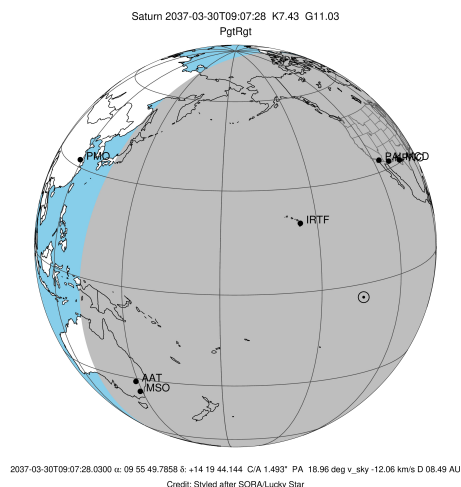 Saturn 2037-03-30T09:07:28 K7.43 G11.03
PgtRgt
PMO
IRTF
AAT
MSO
2037-03-30T09:07:28.0300 α: 09 55 49.7858 δ: +14 19 44.144 C/A 1.493" PA 18.96 deg v_sky -12.06 km/s D 08.49 AU
Credit: Styled after SORA/Lucky Star